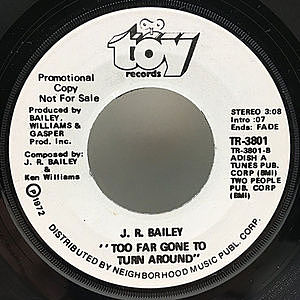 toy
records
Promotional
Copy
Not For Sale
Produced by
BAILEY,
WILLIAMS &
GASPER
Prod. Inc.
Composed by:
J. R. BAILEY
&
Ken Williams
Ⓟ1972
STEREO 3:08
Intro :07
Ends: FADE
TR-3801
TR-3801-B
ADISH A
TUNES PUB.
CORP (BMI)
TWO PEOPLE
PUB. CORP.
(BMI)
J. R. BAILEY
"TOO FAR GONE TO
TURN AROUND"
DISTRIBUTED BY NEIGHBORHOOD MUSIC PUBL. CORP.